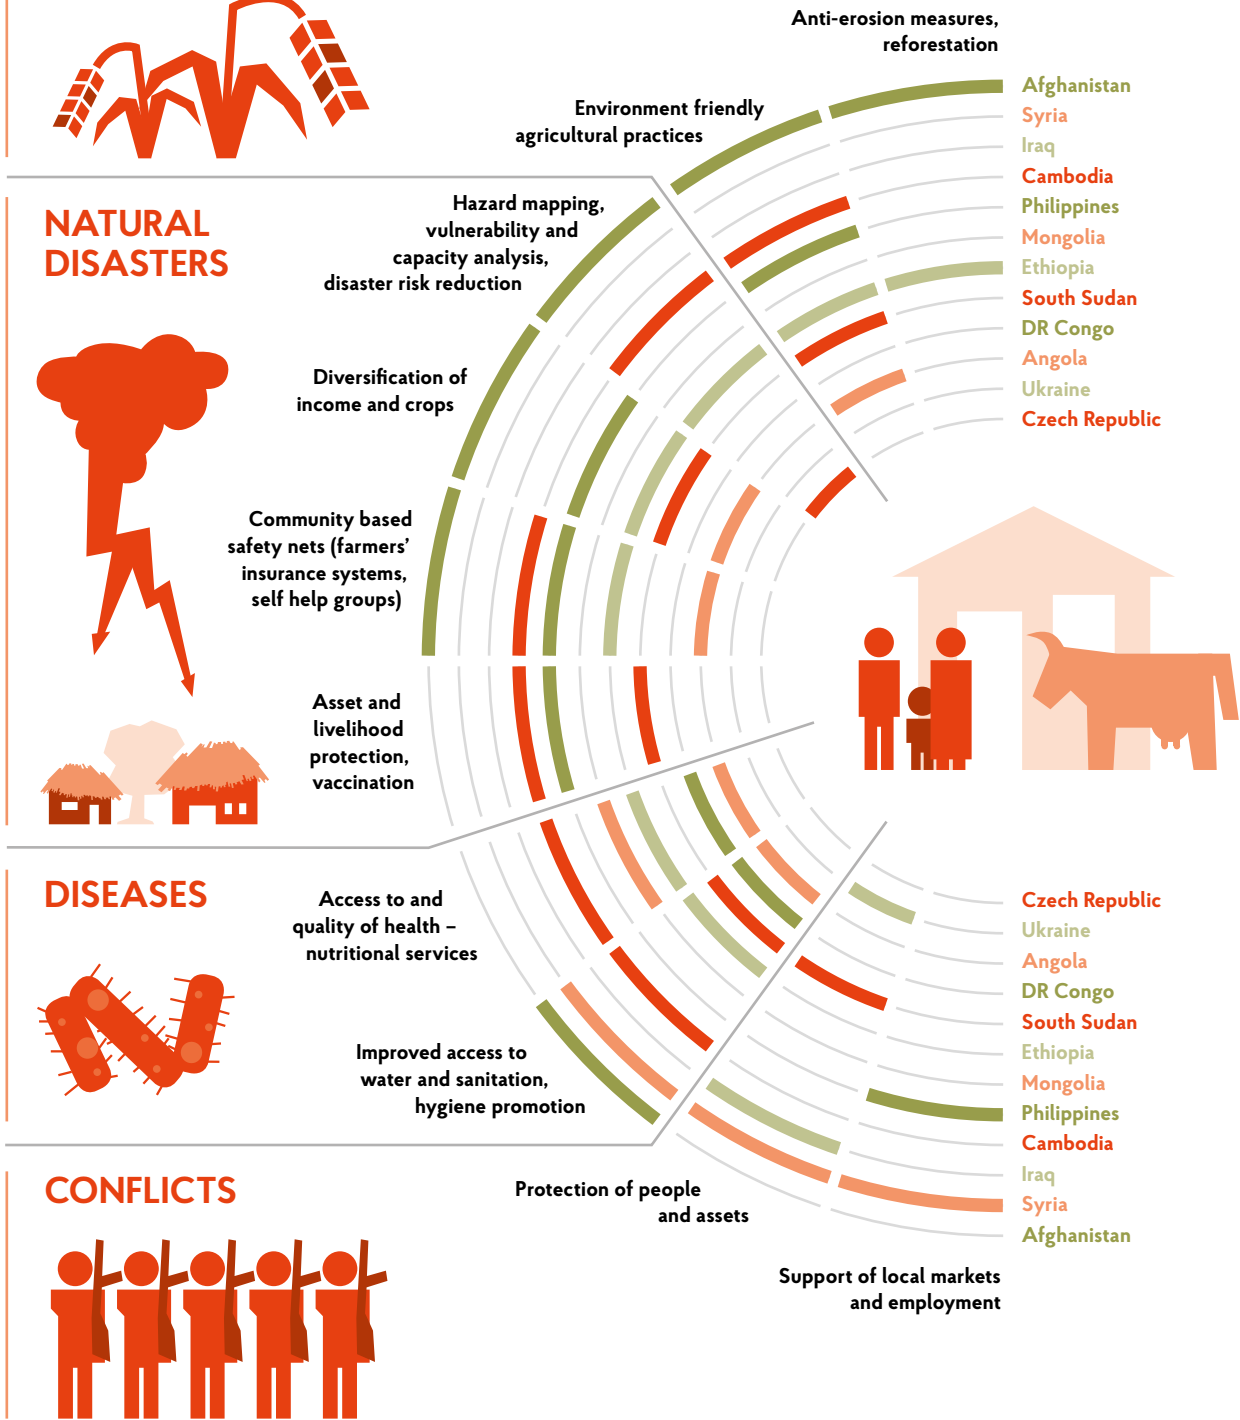 Anti-erosion measures,
reforestation
Environment friendly
agricultural practices
Afghanistan
Syria
Iraq
Cambodia
Philippines
Mongolia
Ethiopia
South Sudan
DR Congo
Angola
Ukraine
Czech Republic
NATURAL
DISASTERS
Hazard mapping,
vulnerability and
capacity analysis,
disaster risk reduction
Diversification of
income and crops
Community based
safety nets (farmers’
insurance systems,
self help groups)
Asset and
livelihood
protection,
vaccination
DISEASES
Access to and
quality of health –
nutritional services
Improved access to
water and sanitation,
hygiene promotion
Czech Republic
Ukraine
Angola
DR Congo
South Sudan
Ethiopia
Mongolia
Philippines
Cambodia
Iraq
Syria
Afghanistan
CONFLICTS
Protection of people
and assets
Support of local markets
and employment